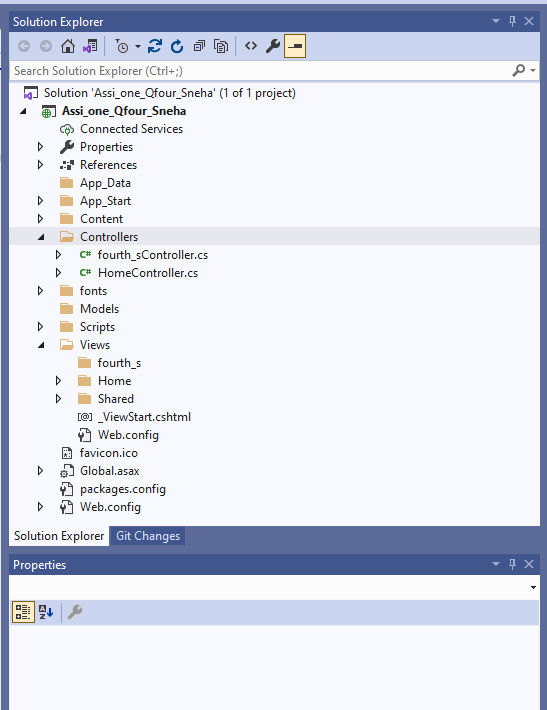 Solution Explorer
Search Solution Explorer (Ctrl+;)
Solution 'Assi_one_Qfour_Sneha' (1 of 1 project)
Assi_one_Qfour_Sneha
Connected Services
Properties
References
App_Data
App_Start
Content
Controllers
C# fourth_sController.cs
C# HomeController.cs
fonts
Models
Scripts
Views
fourth_s
Home
Shared
[@] _ViewStart.cshtml
Web.config
favicon.ico
Global.asax
packages.config
Web.config
Solution Explorer Git Changes
Properties